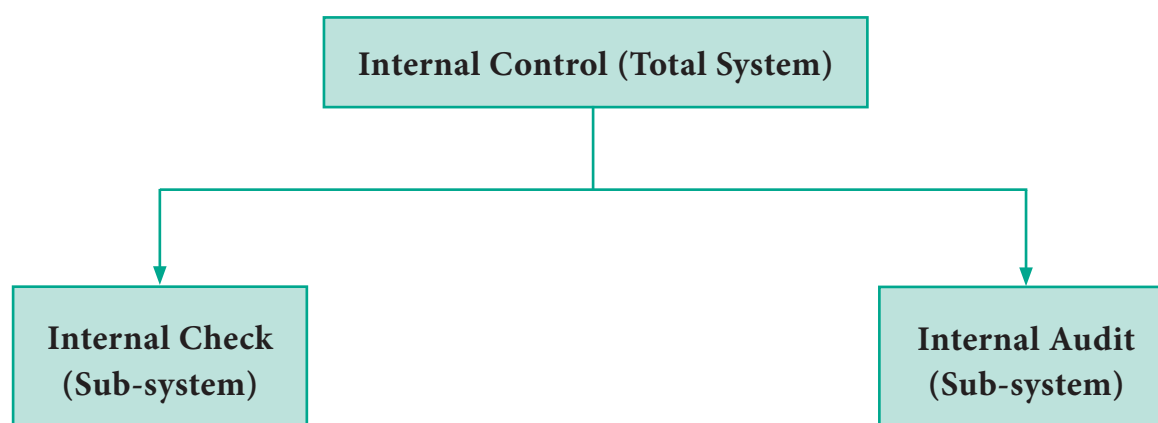 Internal Control (Total System)
Internal Check
(Sub-system)
Internal Audit
(Sub-system)